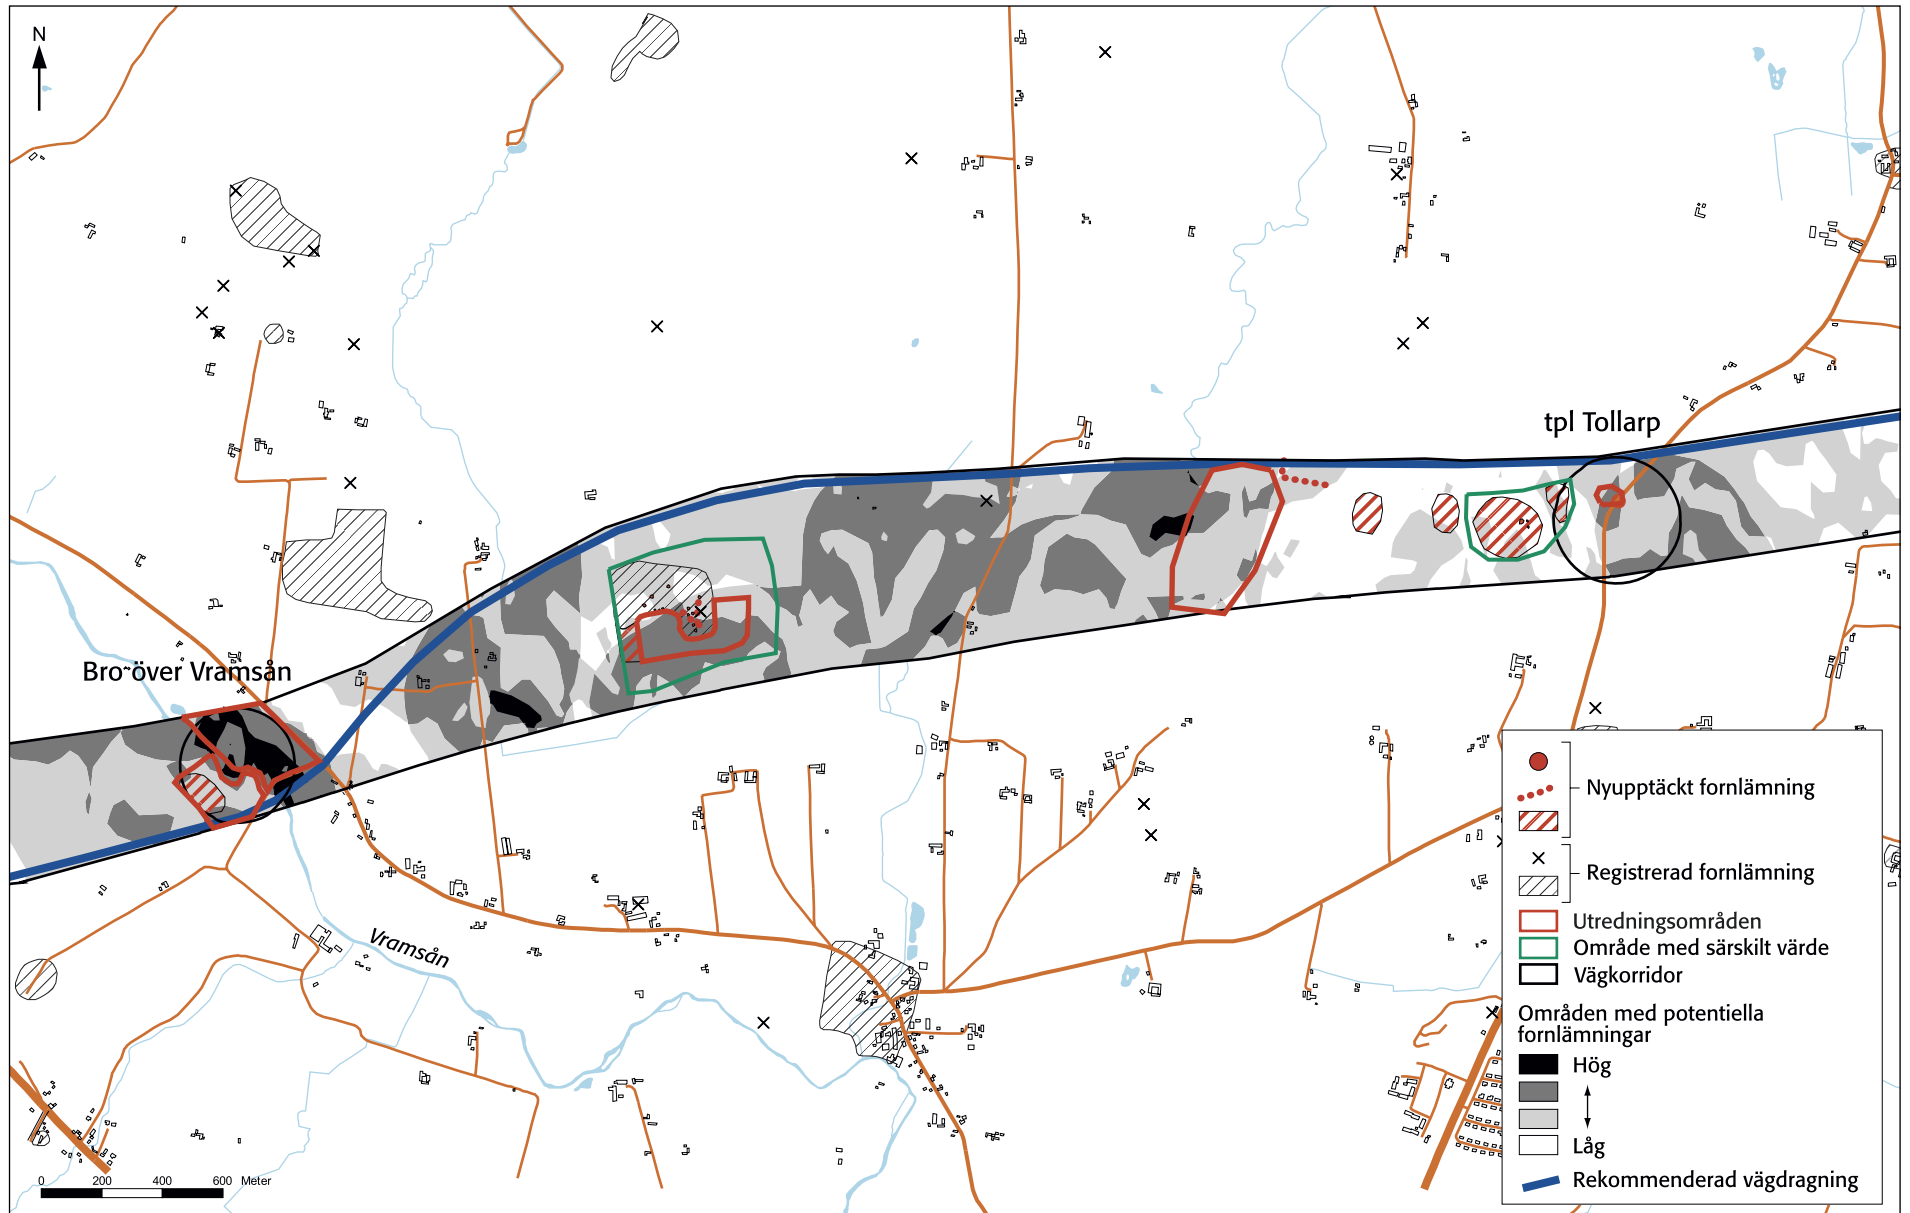 N
tpl Tollarp
Bro över Vramsån
Vramsån
Nyupptäckt fornlämning
Registrerad fornlämning
Utredningsområden
Område med särskilt värde
Vägkorridor
Områden med potentiella
fornlämningar
Hög
Låg
Rekommenderad vägdragning
0 200 400 600 Meter